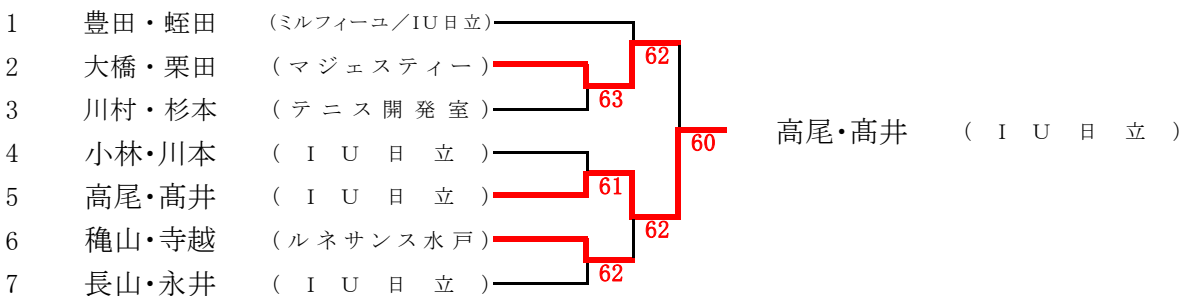 1 豊田・蛭田 (ミルフィーユ／IU日立)
62
2 大橋・栗田 (マジェスティー)
63
3 川村・杉本 (テニス開発室)
高尾・髙井 (IU日立)
60
4 小林・川本 (IU日立)
61
5 高尾・髙井 (IU日立)
62
6 穐山・寺越 (ルネサンス水戸)
62
7 長山・永井 (IU日立)